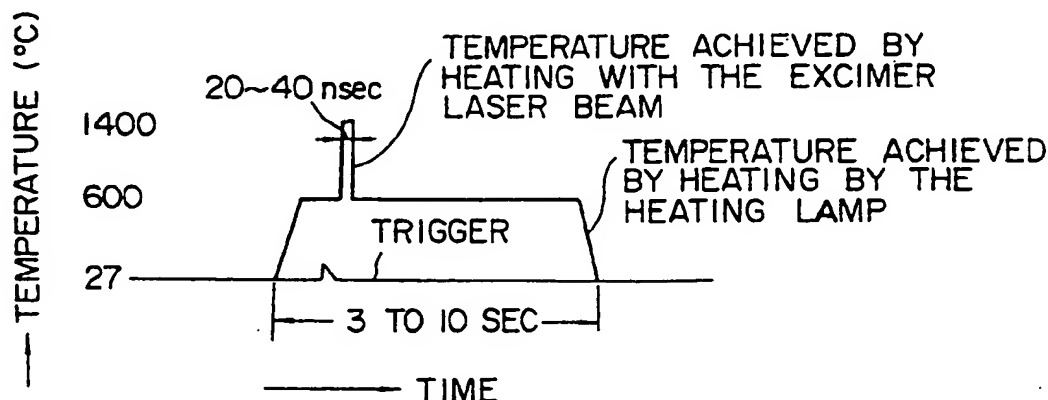 TEMPERATURE (°C)
TEMPERATURE ACHIEVED BY
HEATING WITH THE EXCIMER
LASER BEAM
20~40 nsec
1400
TEMPERATURE ACHIEVED
BY HEATING BY THE
HEATING LAMP
600
TRIGGER
27
3 TO 10 SEC
TIME